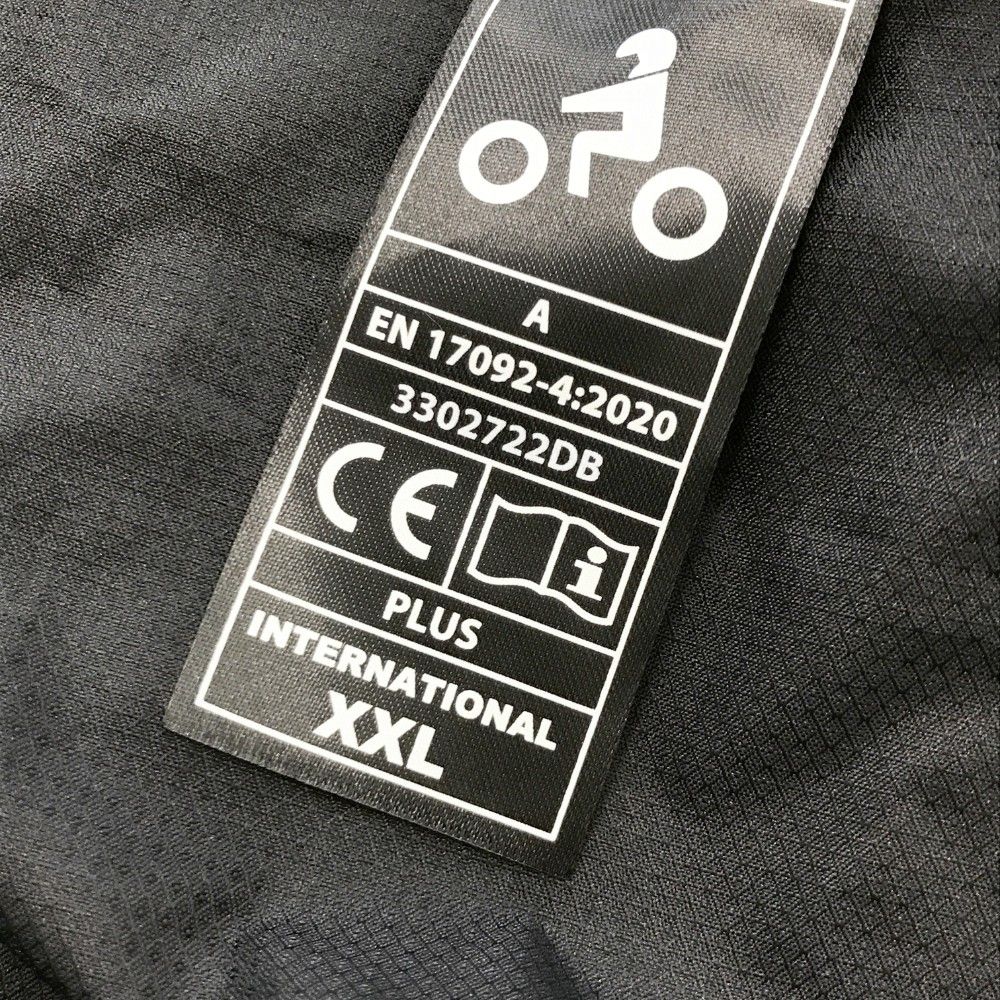 A
EN 17092-4:2020
3302722DB
CE
i
PLUS
INTERNATIONAL
XXL